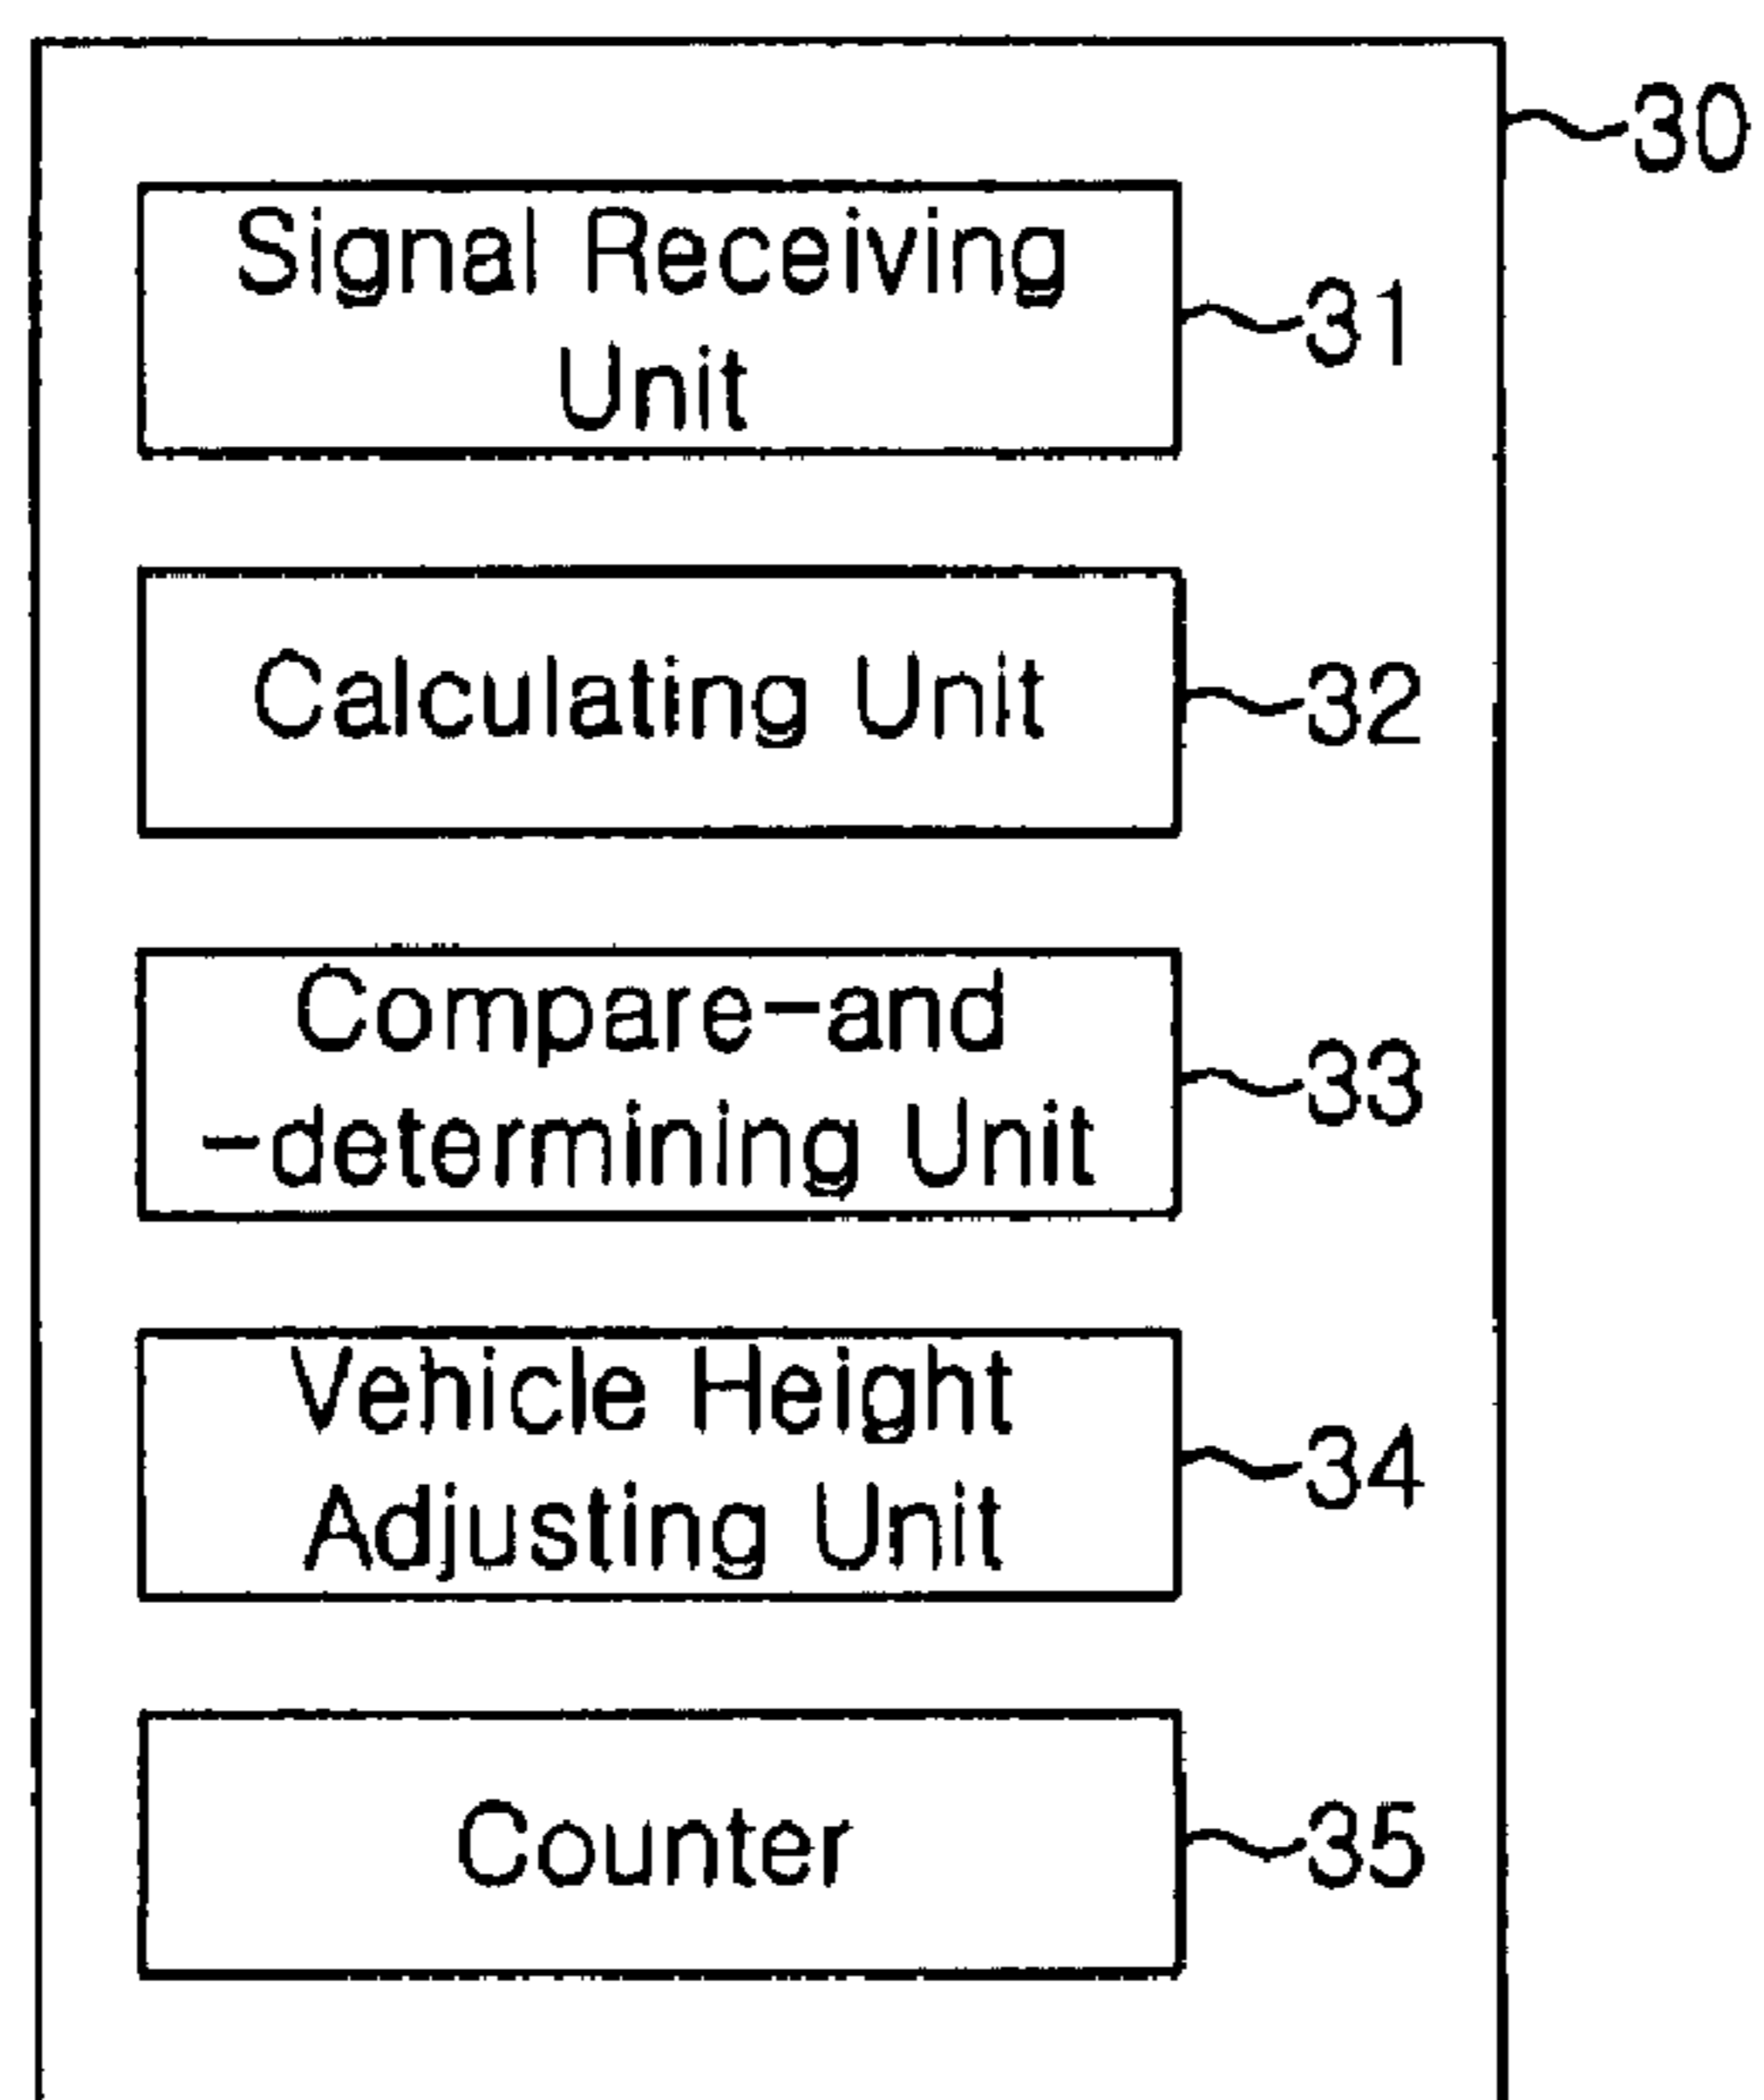 30
Signal Receiving
Unit
31
Calculating Unit
32
Compare-and
-determining Unit
33
Vehicle Height
Adjusting Unit
34
Counter
35